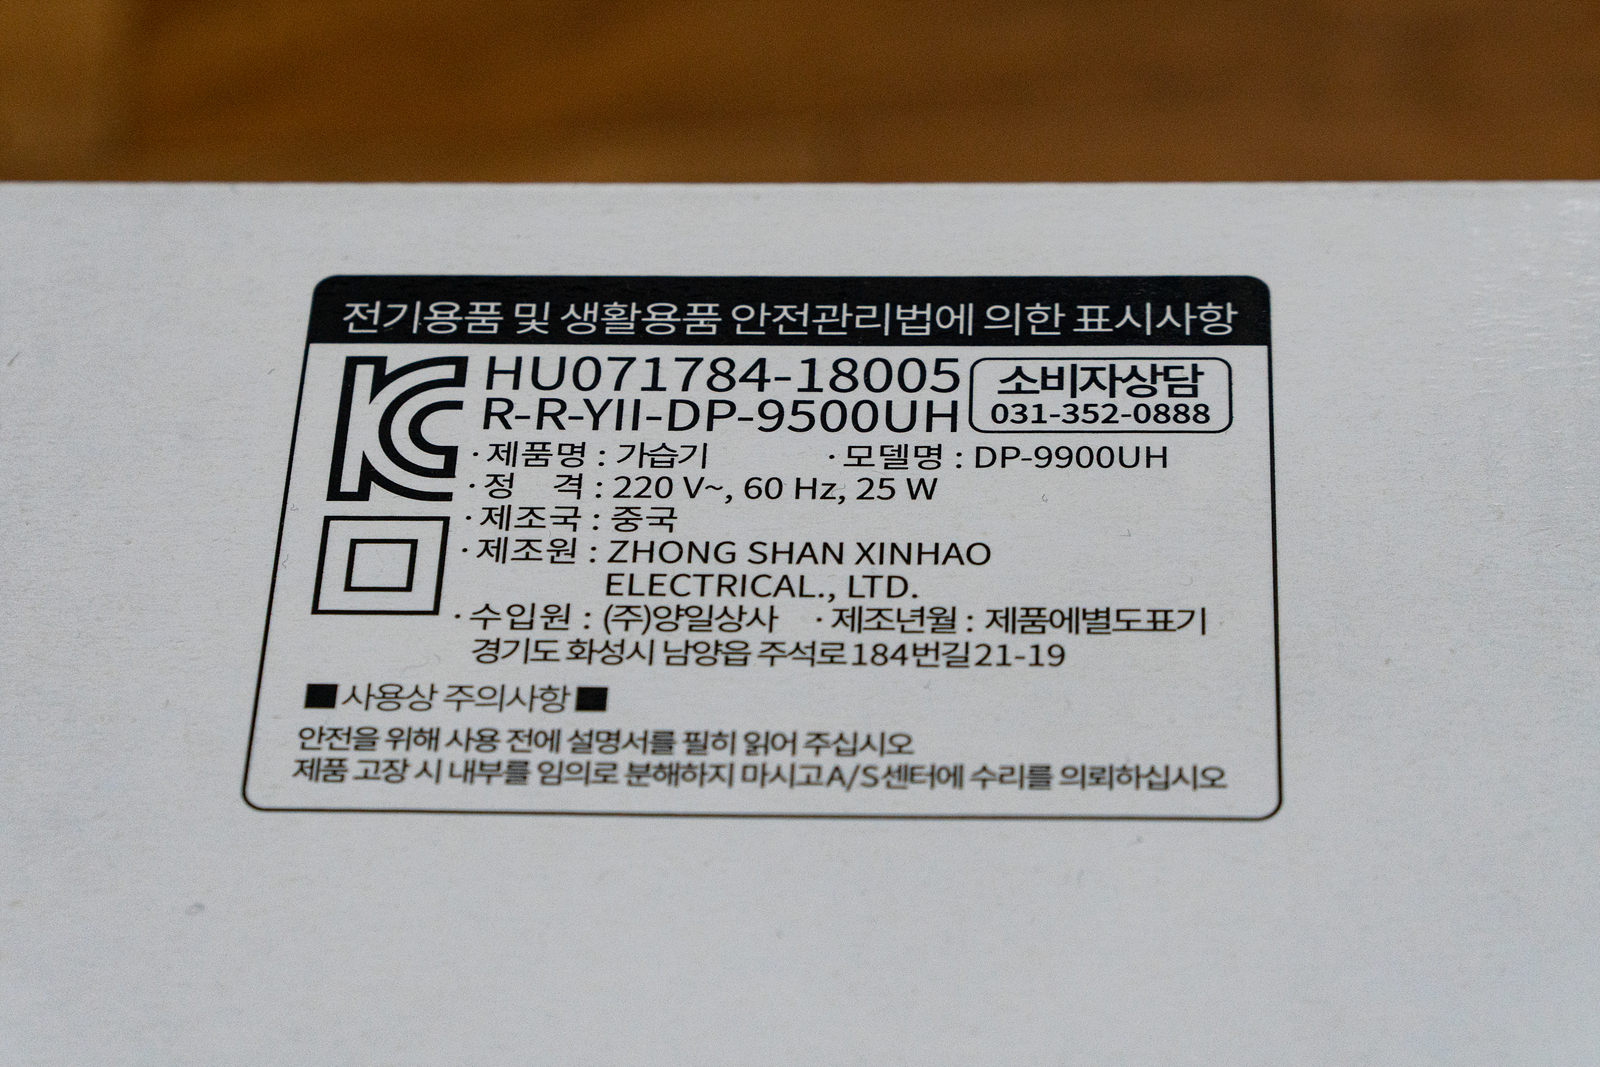 전기용품 및 생활용품 안전관리법에 의한 표시사항
HU071784-18005
R-R-YII-DP-9500UH
소비자상담
031-352-0888
·제품명 : 가습기 ·모델명 : DP-9900UH
·정 격 : 220 V~, 60 Hz, 25 W
·제조국 : 중국
·제조원 : ZHONG SHAN XINHAO
ELECTRICAL., LTD.
·수입원 : (주)양일상사 ·제조년월 : 제품에별도표기
경기도 화성시 남양읍 주석로184번길21-19
■사용상 주의사항■
안전을 위해 사용 전에 설명서를 필히 읽어 주십시오
제품 고장 시 내부를 임의로 분해하지 마시고A/S센터에 수리를 의뢰하십시오